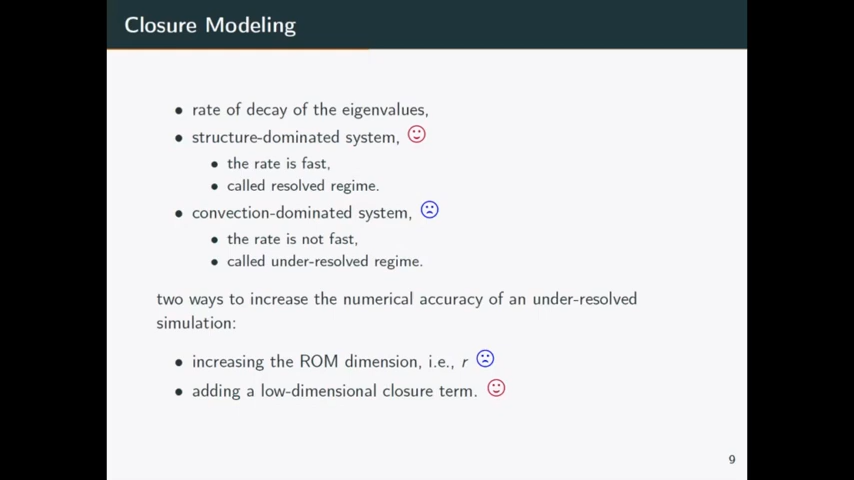 Closure Modeling
• rate of decay of the eigenvalues,
• structure-dominated system,
• the rate is fast,
• called resolved regime.
• convection-dominated system,
• the rate is not fast,
• called under-resolved regime.
two ways to increase the numerical accuracy of an under-resolved
simulation:
• increasing the ROM dimension, i.e., r
• adding a low-dimensional closure term.
9